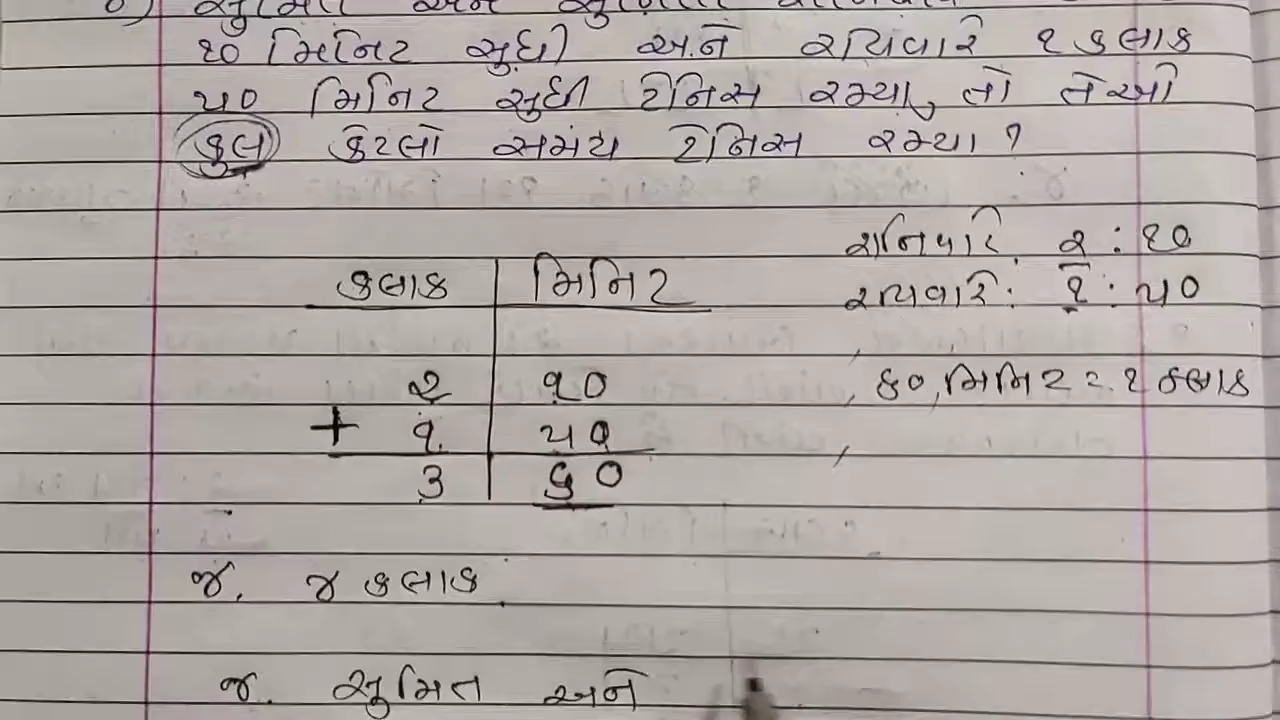 ૧૦ મિનિટ સુધી અને રવિવારે ૧ કલાક
૫૦ મિનિટ સુધી ટેનિસ રમ્યા, તો તેઓ
કુલ કેટલો સમય ટેનિસ રમ્યા ?
શનિવારે ૨ : ૧૦
કલાક મિનિટ
રવિવારે : ૧ : ૫૦
૨ ૧૦
૬૦ મિનિટ = ૧ કલાક
+ ૧ ૫૦
૩ ૬૦
જ. ૪ કલાક
જ. સુમિત અને